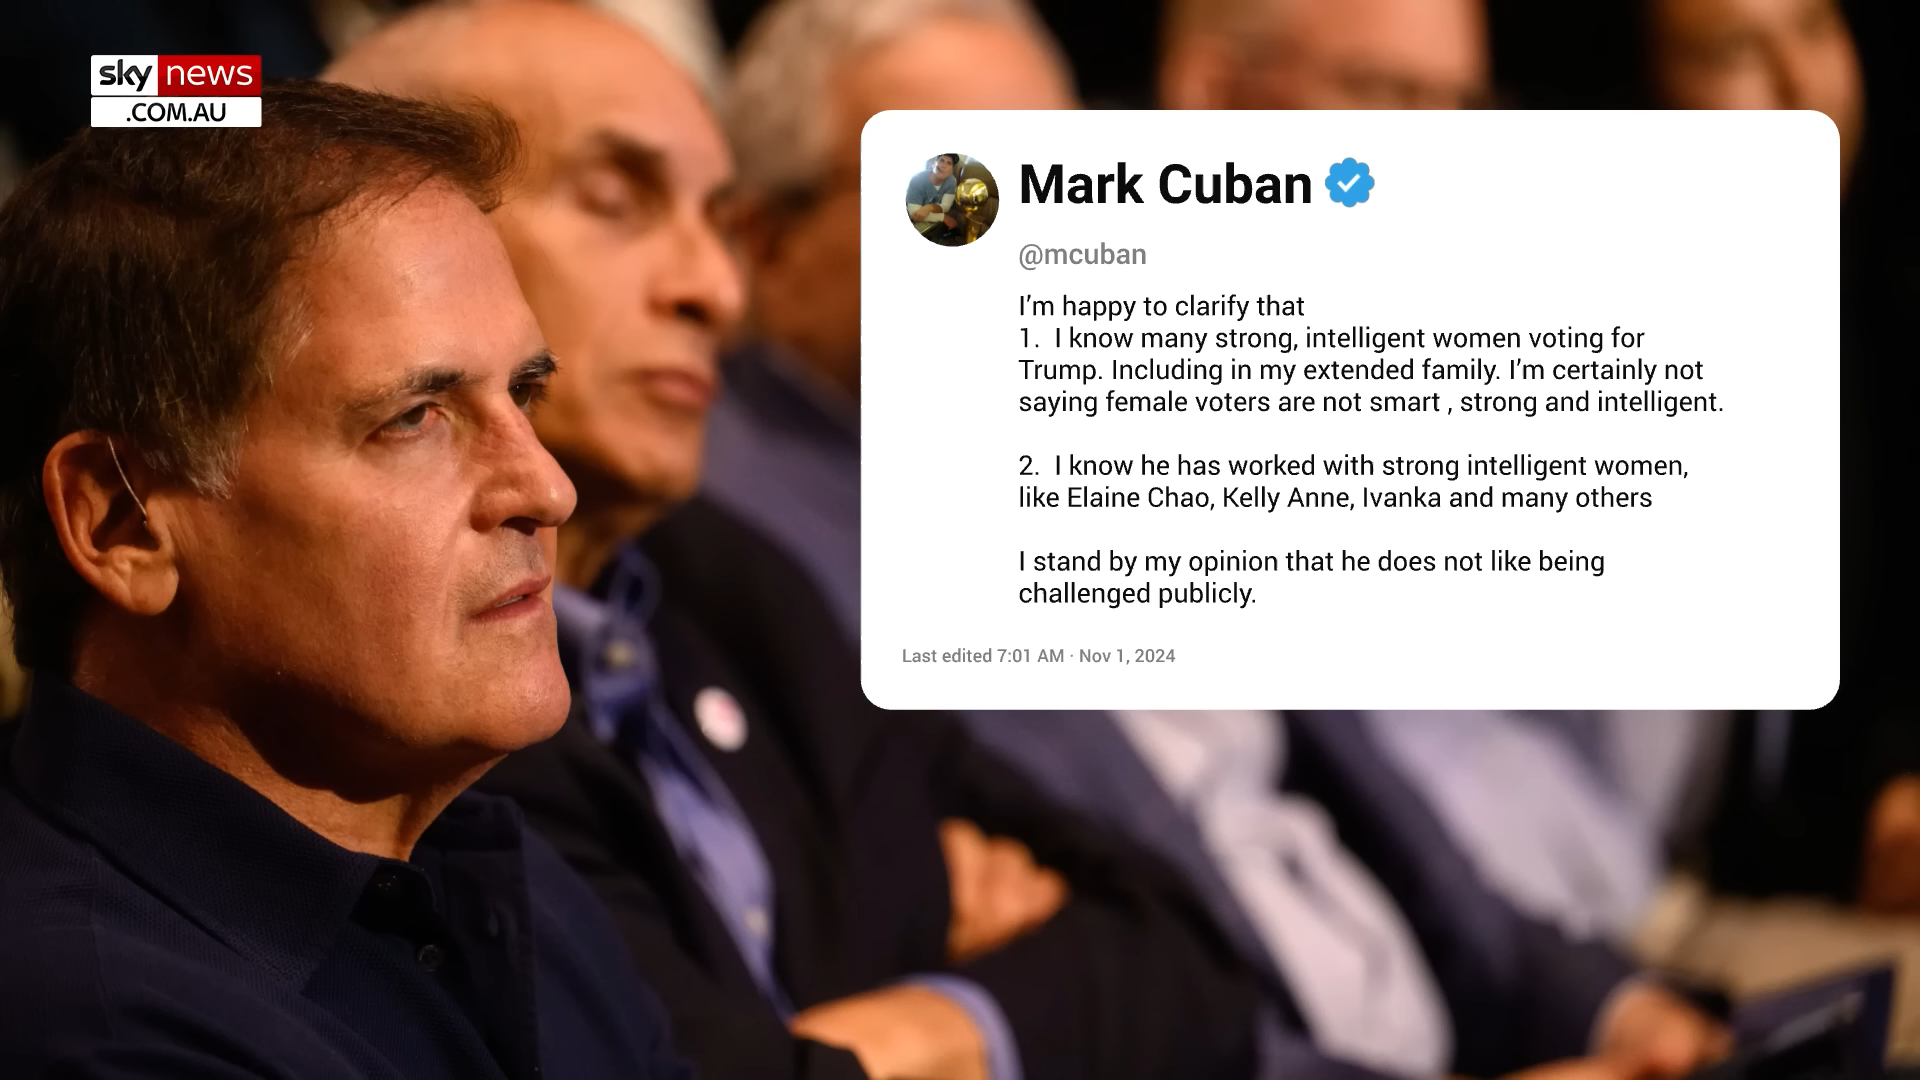 sky news
.COM.AU
Mark Cuban
@mcuban
I'm happy to clarify that
1. I know many strong, intelligent women voting for
Trump. Including in my extended family. I'm certainly not
saying female voters are not smart , strong and intelligent.
2. I know he has worked with strong intelligent women,
like Elaine Chao, Kelly Anne, Ivanka and many others
I stand by my opinion that he does not like being
challenged publicly.
Last edited 7:01 AM · Nov 1, 2024